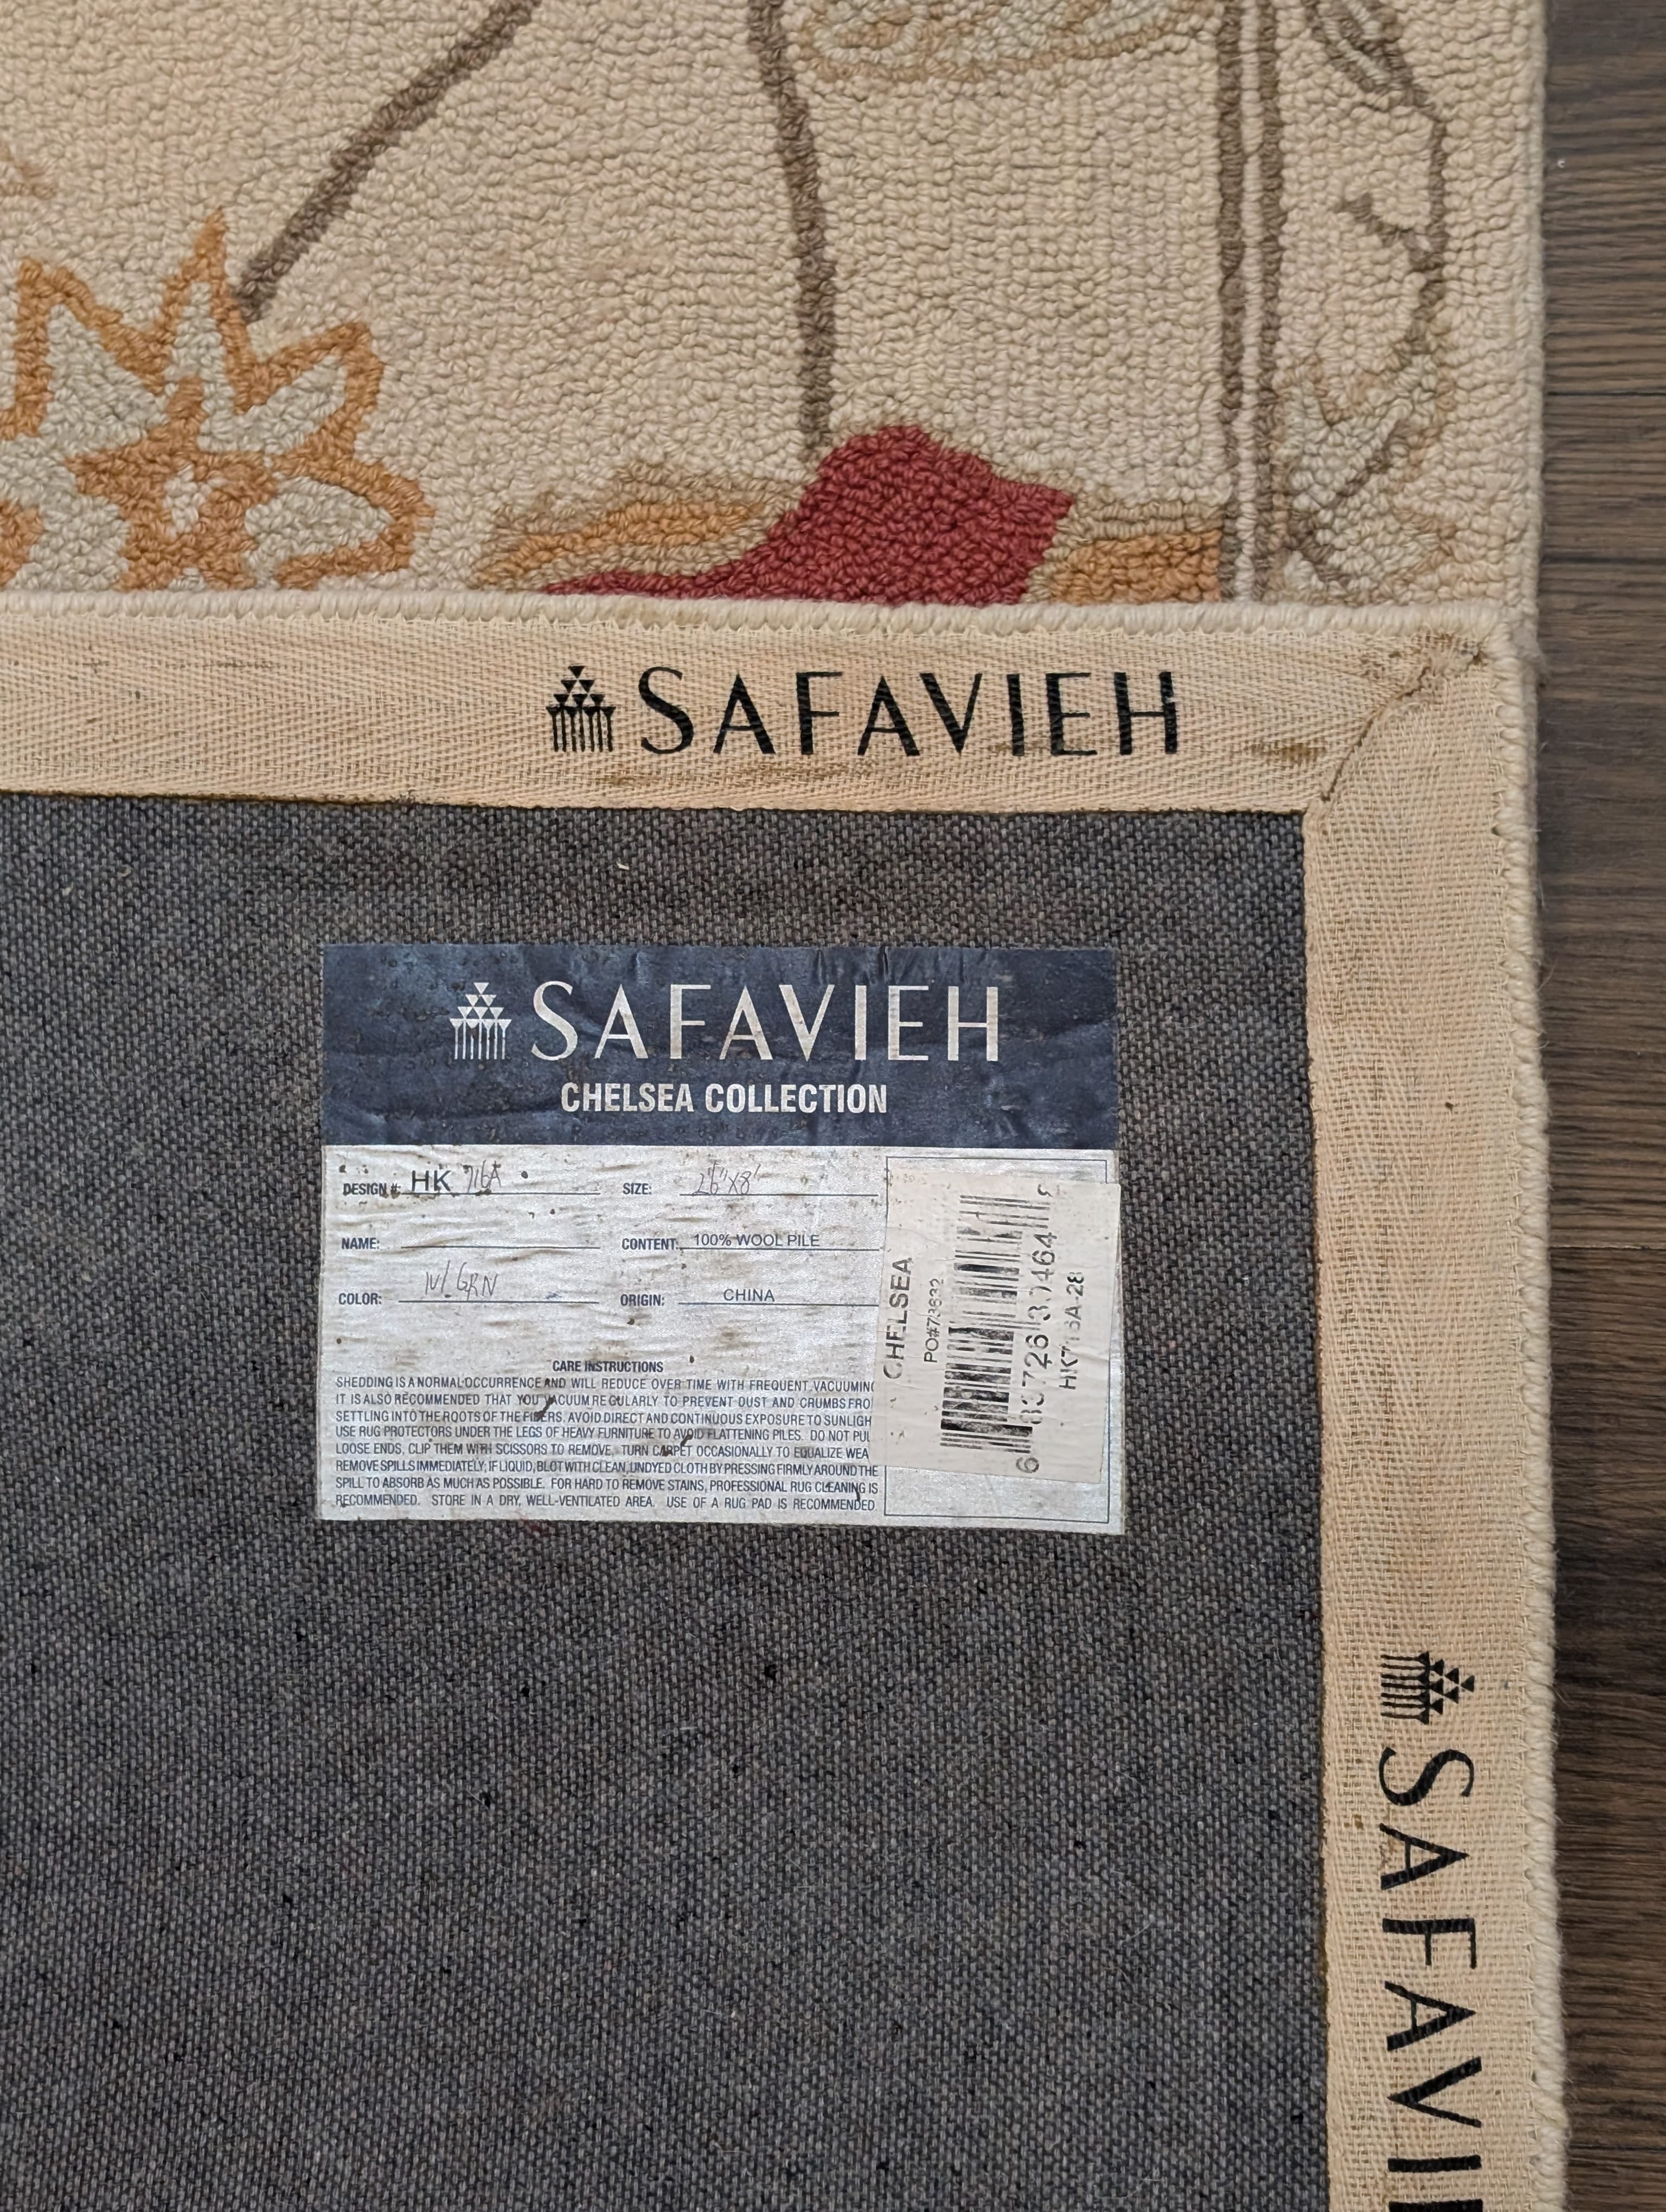 SAFAVIEH
SAFAVIEH
CHELSEA COLLECTION
DESIGN #: HK 716A
SIZE: 2'6"X8'
NAME:
CONTENT: 100% WOOL PILE
COLOR: IV/GRN
ORIGIN: CHINA
CARE INSTRUCTIONS
SHEDDING IS A NORMAL OCCURRENCE AND WILL REDUCE OVER TIME WITH FREQUENT VACUUMING
IT IS ALSO RECOMMENDED THAT YOU VACUUM REGULARLY TO PREVENT DUST AND CRUMBS FRO
SETTLING INTO THE ROOTS OF THE FIBERS. AVOID DIRECT AND CONTINUOUS EXPOSURE TO SUNLIGH
USE RUG PROTECTORS UNDER THE LEGS OF HEAVY FURNITURE TO AVOID FLATTENING PILES. DO NOT PUL
LOOSE ENDS, CLIP THEM WITH SCISSORS TO REMOVE. TURN CARPET OCCASIONALLY TO EQUALIZE WEA
REMOVE SPILLS IMMEDIATELY; IF LIQUID, BLOT WITH CLEAN, UNDYED CLOTH BY PRESSING FIRMLY AROUND THE
SPILL TO ABSORB AS MUCH AS POSSIBLE. FOR HARD TO REMOVE STAINS, PROFESSIONAL RUG CLEANING IS
RECOMMENDED. STORE IN A DRY, WELL-VENTILATED AREA. USE OF A RUG PAD IS RECOMMENDED
CHELSEA
HK716A-28
SAFAVIE